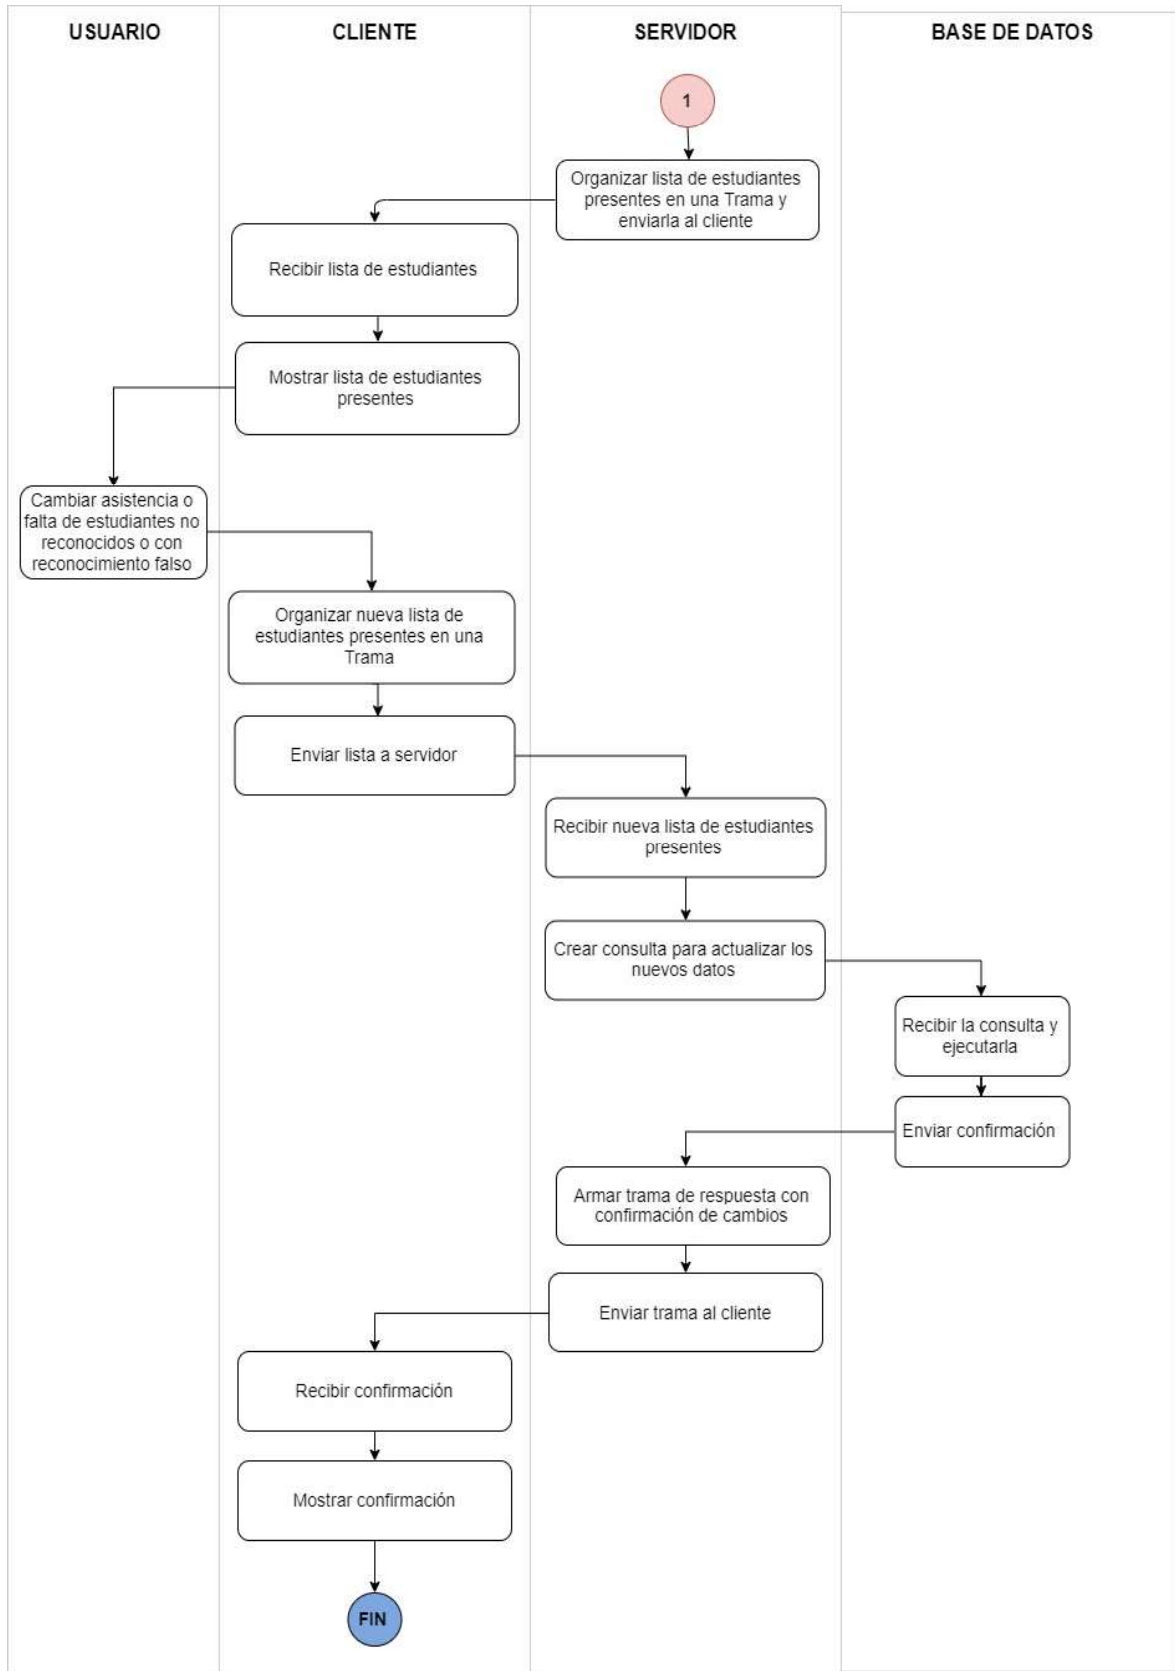 USUARIO
CLIENTE
SERVIDOR
BASE DE DATOS
1
Organizar lista de estudiantes
presentes en una Trama y
enviarla al cliente
Recibir lista de estudiantes
Mostrar lista de estudiantes
presentes
Cambiar asistencia o
falta de estudiantes no
reconocidos o con
reconocimiento falso
Organizar nueva lista de
estudiantes presentes en una
Trama
Enviar lista a servidor
Recibir nueva lista de estudiantes
presentes
Crear consulta para actualizar los
nuevos datos
Recibir la consulta y
ejecutarla
Enviar confirmación
Armar trama de respuesta con
confirmación de cambios
Enviar trama al cliente
Recibir confirmación
Mostrar confirmación
FIN